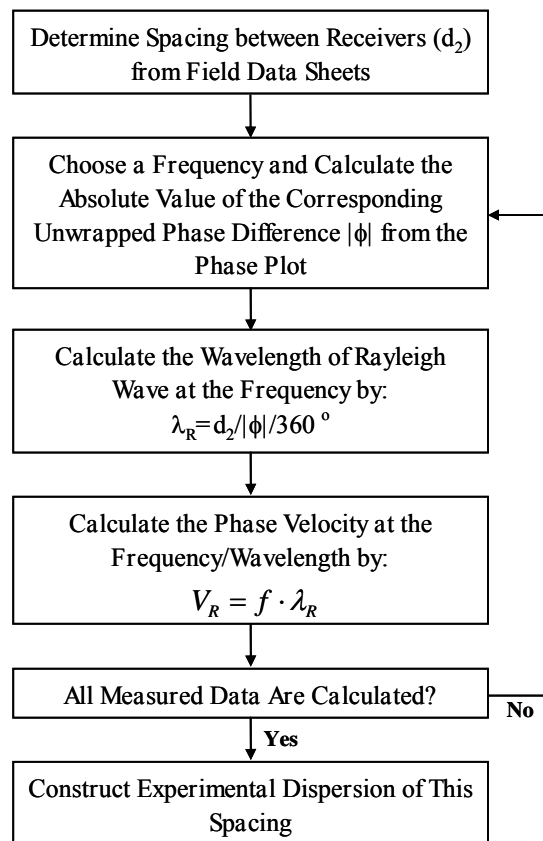 Determine Spacing between Receivers (d₂)
from Field Data Sheets
Choose a Frequency and Calculate the
Absolute Value of the Corresponding
Unwrapped Phase Difference |ϕ| from the
Phase Plot
Calculate the Wavelength of Rayleigh
Wave at the Frequency by:
λ_R=d₂/|ϕ|/360 °
Calculate the Phase Velocity at the
Frequency/Wavelength by:
V_R = f · λ_R
All Measured Data Are Calculated?
No
Yes
Construct Experimental Dispersion of This
Spacing